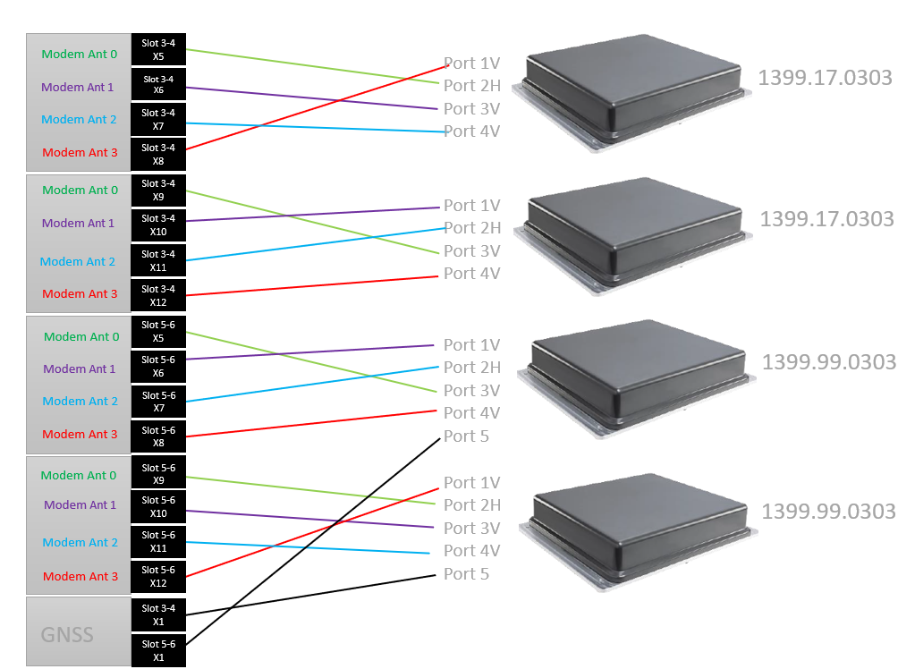 Modem Ant 0
Slot 3-4
X5
Modem Ant 1
Slot 3-4
X6
Modem Ant 2
Slot 3-4
X7
Modem Ant 3
Slot 3-4
X8
Port 1V
Port 2H
Port 3V
Port 4V
1399.17.0303
Modem Ant 0
Slot 3-4
X9
Modem Ant 1
Slot 3-4
X10
Modem Ant 2
Slot 3-4
X11
Modem Ant 3
Slot 3-4
X12
Port 1V
Port 2H
Port 3V
Port 4V
1399.17.0303
Modem Ant 0
Slot 5-6
X5
Modem Ant 1
Slot 5-6
X6
Modem Ant 2
Slot 5-6
X7
Modem Ant 3
Slot 5-6
X8
Port 1V
Port 2H
Port 3V
Port 4V
Port 5
1399.99.0303
Modem Ant 0
Slot 5-6
X9
Modem Ant 1
Slot 5-6
X10
Modem Ant 2
Slot 5-6
X11
Modem Ant 3
Slot 5-6
X12
Port 1V
Port 2H
Port 3V
Port 4V
Port 5
1399.99.0303
GNSS
Slot 3-4
X1
Slot 5-6
X1